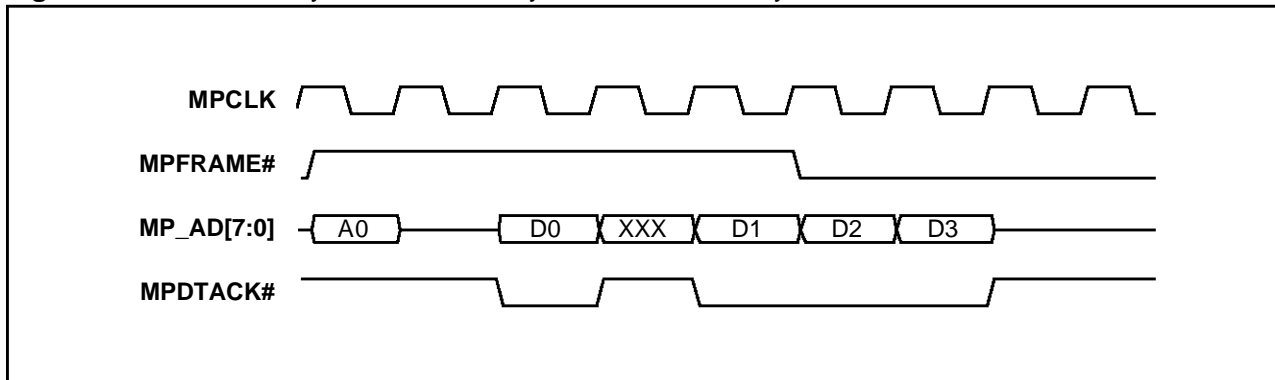 MPCLK
MPFRAME#
MP_AD[7:0] A0 D0 XXX D1 D2 D3
MPDTACK#